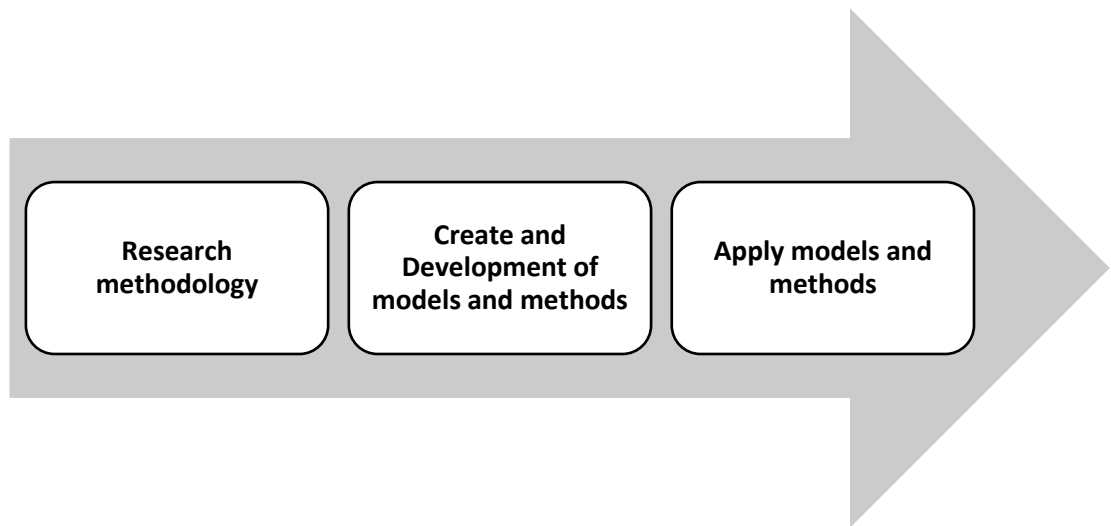 Research
methodology
Create and
Development of
models and methods
Apply models and
methods